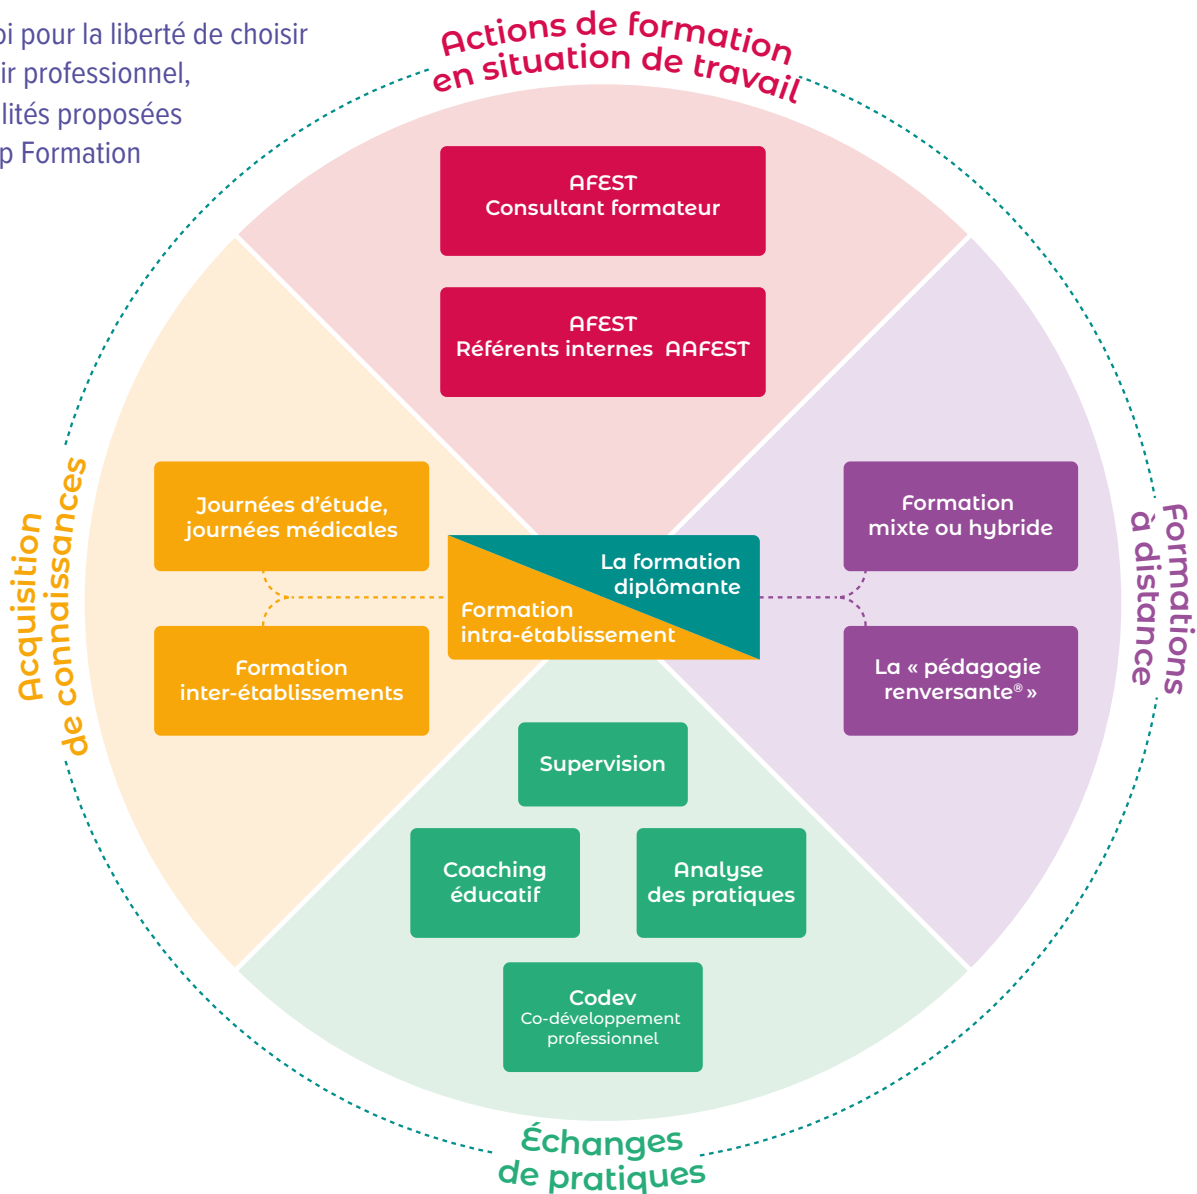 pour la liberté de choisir
professionnel,
proposées
Formation
Actions de formation
en situation de travail
AFEST
Consultant formateur
AFEST
Référents internes AAFEST
Acquisition
de connaissances
Journées d'étude,
journées médicales
Formation
inter-établissements
La formation
diplômante
Formation
intra-établissement
Formations
à distance
Formation
mixte ou hybride
La « pédagogie
renversante® »
Supervision
Coaching
éducatif
Analyse
des pratiques
Codev
Co-développement
professionnel
Échanges
de pratiques